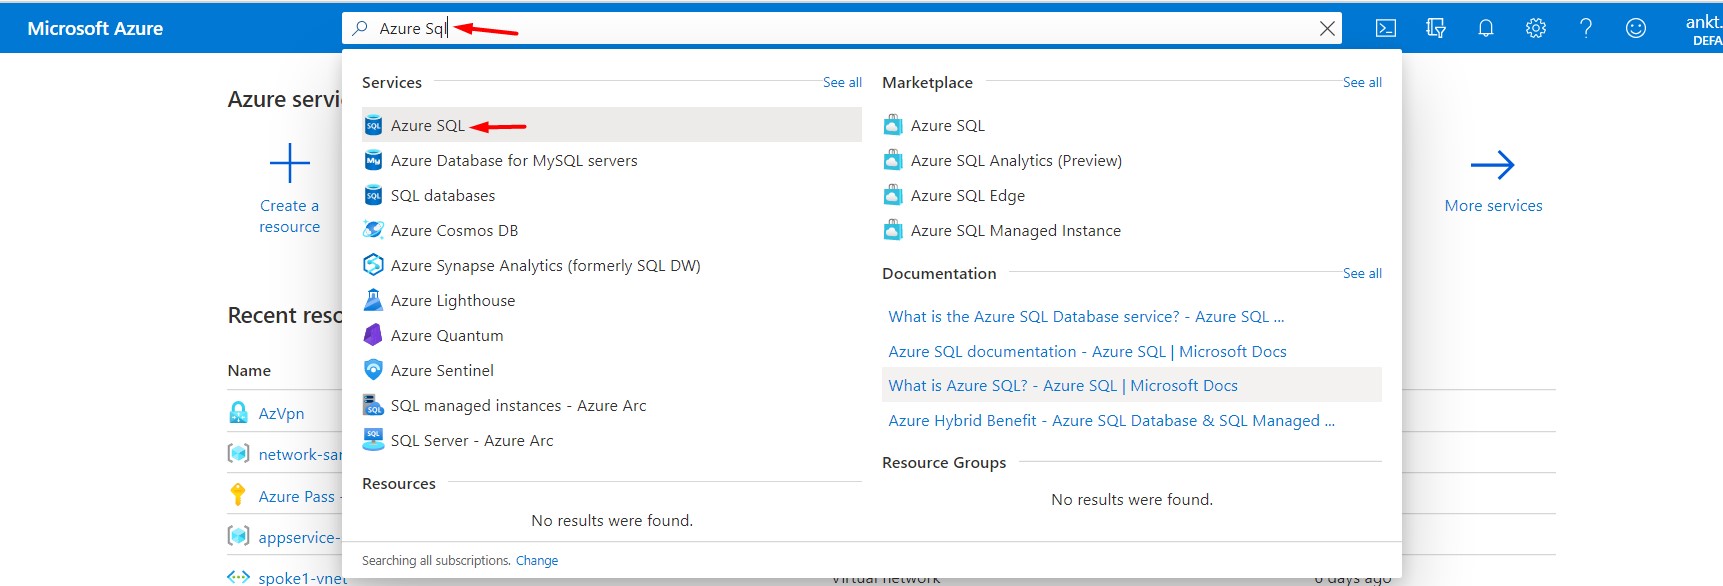 Microsoft Azure
Azure Sql
ankt.
DEFA
Azure servi
Create a
resource
Recent reso
Name
AzVpn
network-sar
Azure Pass -
appservice-
spoke1-vnet
Services
See all
Azure SQL
Azure Database for MySQL servers
SQL databases
Azure Cosmos DB
Azure Synapse Analytics (formerly SQL DW)
Azure Lighthouse
Azure Quantum
Azure Sentinel
SQL managed instances - Azure Arc
SQL Server - Azure Arc
Resources
No results were found.
Marketplace
See all
Azure SQL
Azure SQL Analytics (Preview)
Azure SQL Edge
Azure SQL Managed Instance
Documentation
See all
What is the Azure SQL Database service? - Azure SQL ...
Azure SQL documentation - Azure SQL | Microsoft Docs
What is Azure SQL? - Azure SQL | Microsoft Docs
Azure Hybrid Benefit - Azure SQL Database & SQL Managed ...
Resource Groups
No results were found.
Searching all subscriptions. Change
More services
Virtual network
6 days ago